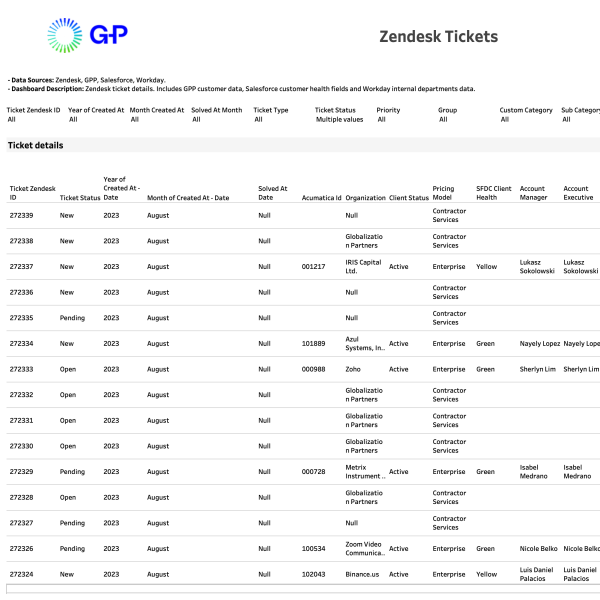 G-P
Zendesk Tickets
- Data Sources: Zendesk, GPP, Salesforce, Workday.
- Dashboard Description: Zendesk ticket details. Includes GPP customer data, Salesforce customer health fields and Workday internal departments data.
Ticket Zendesk ID Year of Created At Month Created At Solved At Month Ticket Type Ticket Status Priority Group Custom Category Sub Category
All All All All All Multiple values All All All All
Ticket details
Ticket Zendesk ID Ticket Status Year of Created At - Date Month of Created At - Date Solved At Date Acumatica Id Organization Client Status Pricing Model SFDC Client Health Account Manager Account Executive
272339 New 2023 August Null Null Contractor Services
272338 New 2023 August Null Globalizatio n Partners Contractor Services
272337 New 2023 August Null 001217 IRIS Capital Ltd. Active Enterprise Yellow Lukasz Sokolowski Lukasz Sokolowski
272336 New 2023 August Null Null Contractor Services
272335 Pending 2023 August Null Null Contractor Services
272334 New 2023 August Null 101889 Azul Systems, In.. Active Enterprise Green Nayely Lopez Nayely Lope
272333 Open 2023 August Null 000988 Zoho Active Enterprise Green Sherlyn Lim Sherlyn Lim
272332 Open 2023 August Null Globalizatio n Partners Contractor Services
272331 Open 2023 August Null Globalizatio n Partners Contractor Services
272330 Open 2023 August Null Globalizatio n Partners Contractor Services
272329 Pending 2023 August Null 000728 Metrix Instrument .. Active Enterprise Green Isabel Medrano Isabel Medrano
272328 Open 2023 August Null Globalizatio n Partners Contractor Services
272327 Pending 2023 August Null Null Contractor Services
272326 Pending 2023 August Null 100534 Zoom Video Communica.. Active Enterprise Green Nicole Belko Nicole Belko
272324 New 2023 August Null 102043 Binance.us Active Enterprise Yellow Luis Daniel Palacios Luis Daniel Palacios